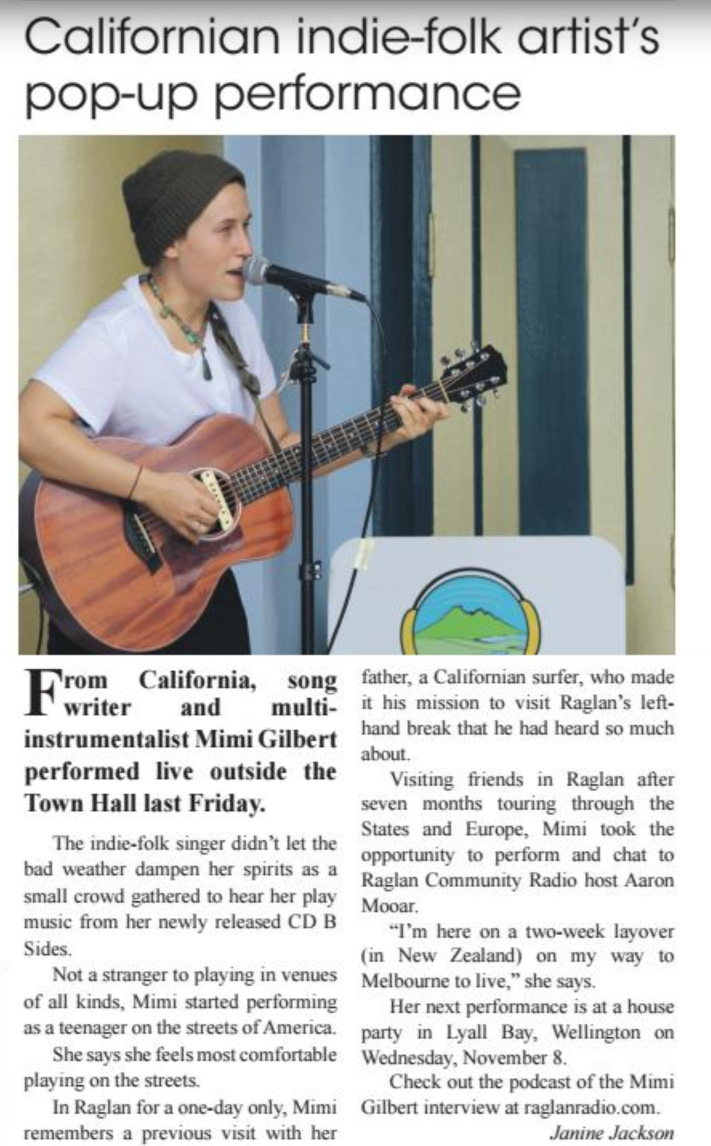 Californian indie-folk artist’s
pop-up performance
From California, song
writer and multi-
instrumentalist Mimi Gilbert
performed live outside the
Town Hall last Friday.
The indie-folk singer didn’t let the
bad weather dampen her spirits as a
small crowd gathered to hear her play
music from her newly released CD B
Sides.
Not a stranger to playing in venues
of all kinds, Mimi started performing
as a teenager on the streets of America.
She says she feels most comfortable
playing on the streets.
In Raglan for a one-day only, Mimi
remembers a previous visit with her
father, a Californian surfer, who made
it his mission to visit Raglan’s left-
hand break that he had heard so much
about.
Visiting friends in Raglan after
seven months touring through the
States and Europe, Mimi took the
opportunity to perform and chat to
Raglan Community Radio host Aaron
Mooar.
“I’m here on a two-week layover
(in New Zealand) on my way to
Melbourne to live,” she says.
Her next performance is at a house
party in Lyall Bay, Wellington on
Wednesday, November 8.
Check out the podcast of the Mimi
Gilbert interview at raglanradio.com.
Janine Jackson